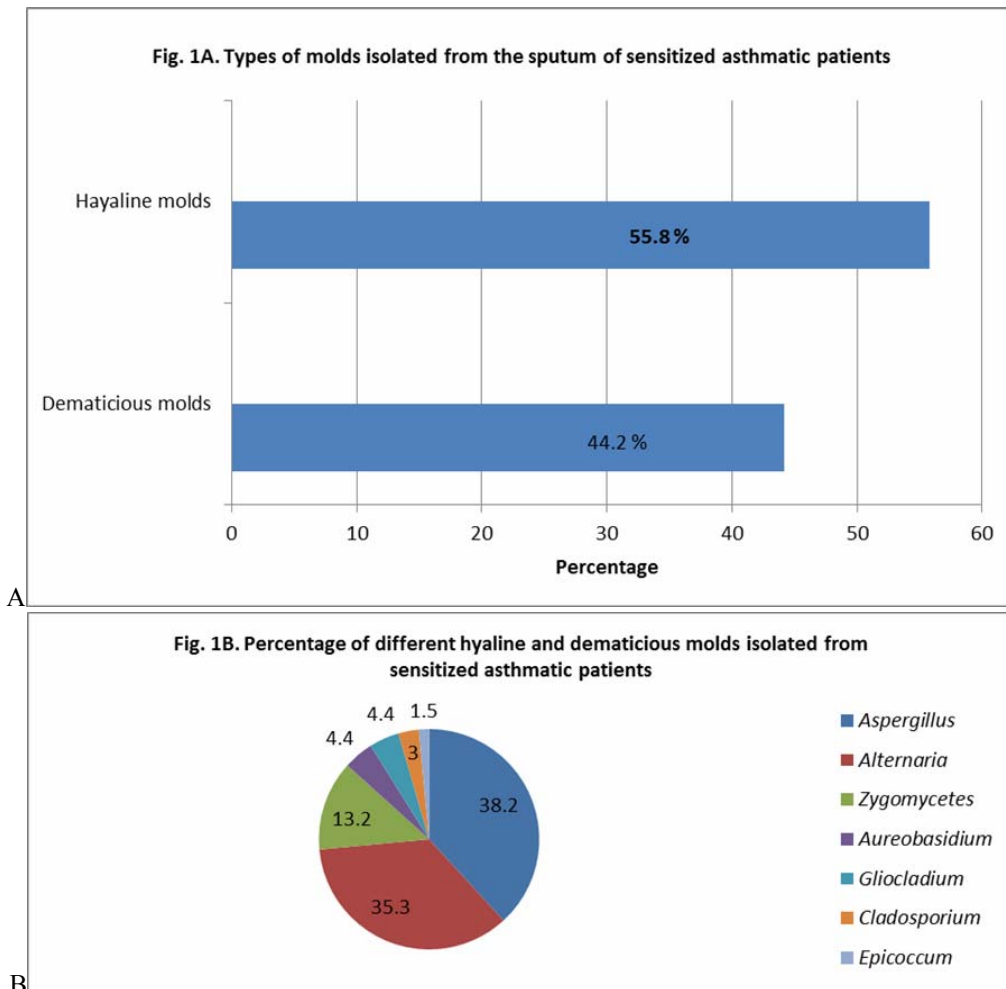 Fig. 1A. Types of molds isolated from the sputum of sensitized asthmatic patients
Hayaline molds
55.8 %
Dematicious molds
44.2 %
0 10 20 30 40 50 60
Percentage
A
Fig. 1B. Percentage of different hyaline and dematicious molds isolated from
sensitized asthmatic patients
1.5
4.4
4.4
3
38.2
13.2
35.3
Aspergillus
Alternaria
Zygomycetes
Aureobasidium
Gliocladium
Cladosporium
Epicoccum
B